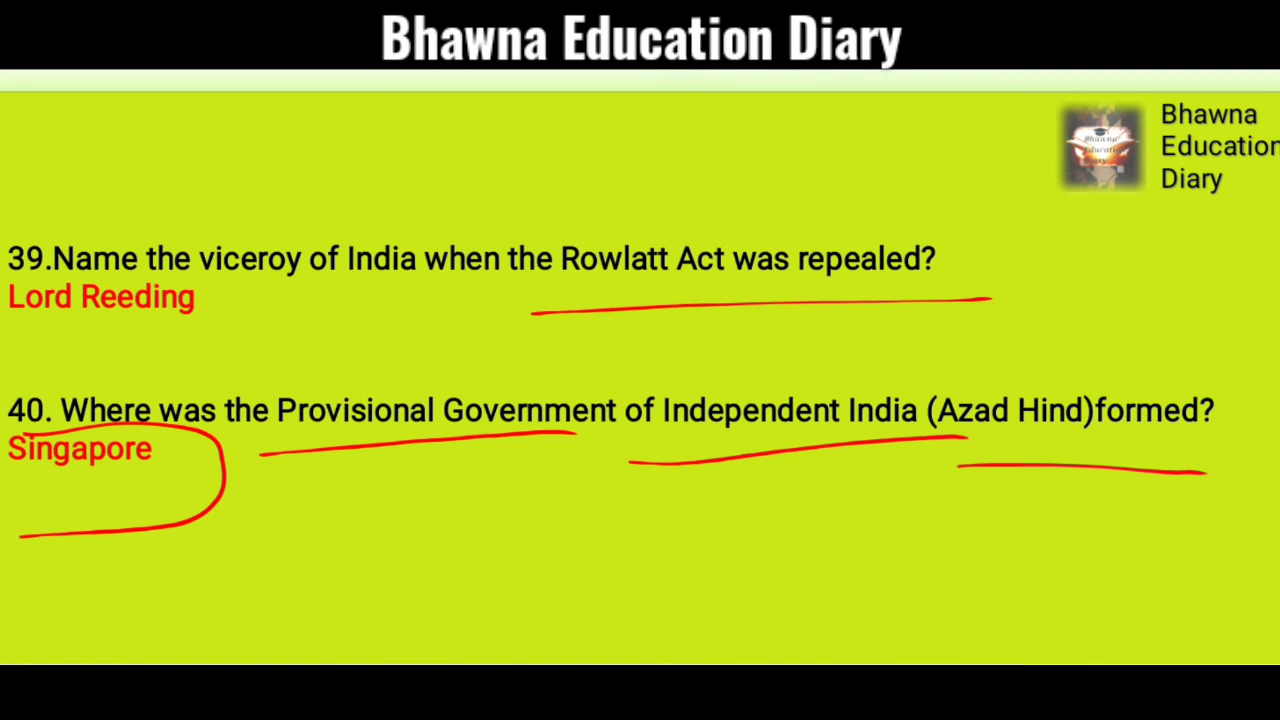 Bhawna Education Diary
Bhawna
Education
Diary
39.Name the viceroy of India when the Rowlatt Act was repealed?
Lord Reeding
40. Where was the Provisional Government of Independent India (Azad Hind)formed?
Singapore